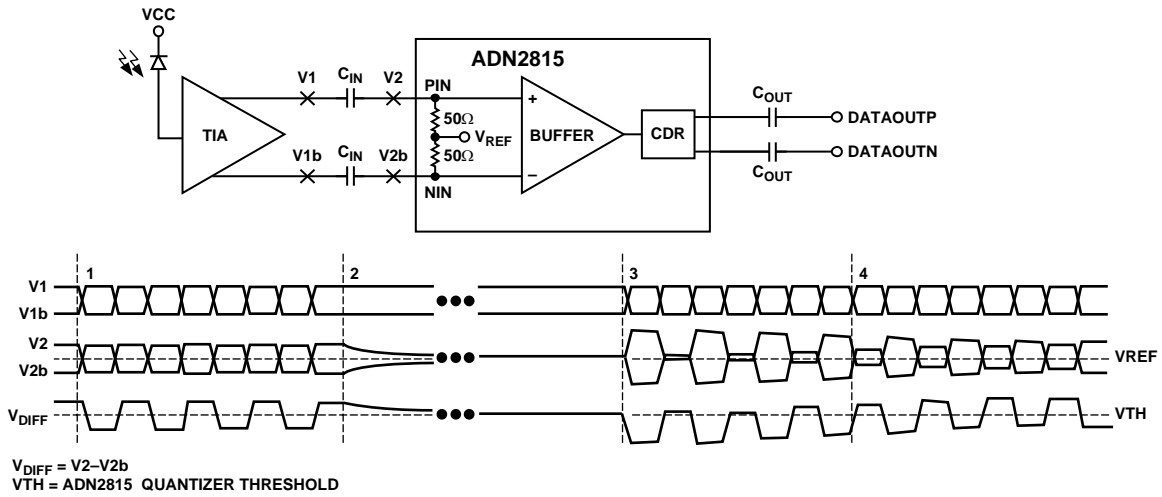 VCC
ADN2815
V1 C_IN V2 PIN
TIA
50Ω
V_REF
50Ω
+
BUFFER
−
CDR
C_OUT
DATAOUTP
DATAOUTN
C_OUT
V1b C_IN V2b
NIN
1 2 3 4
V1
V1b
V2
V2b
VREF
V_DIFF
VTH
V_DIFF = V2–V2b
VTH = ADN2815 QUANTIZER THRESHOLD